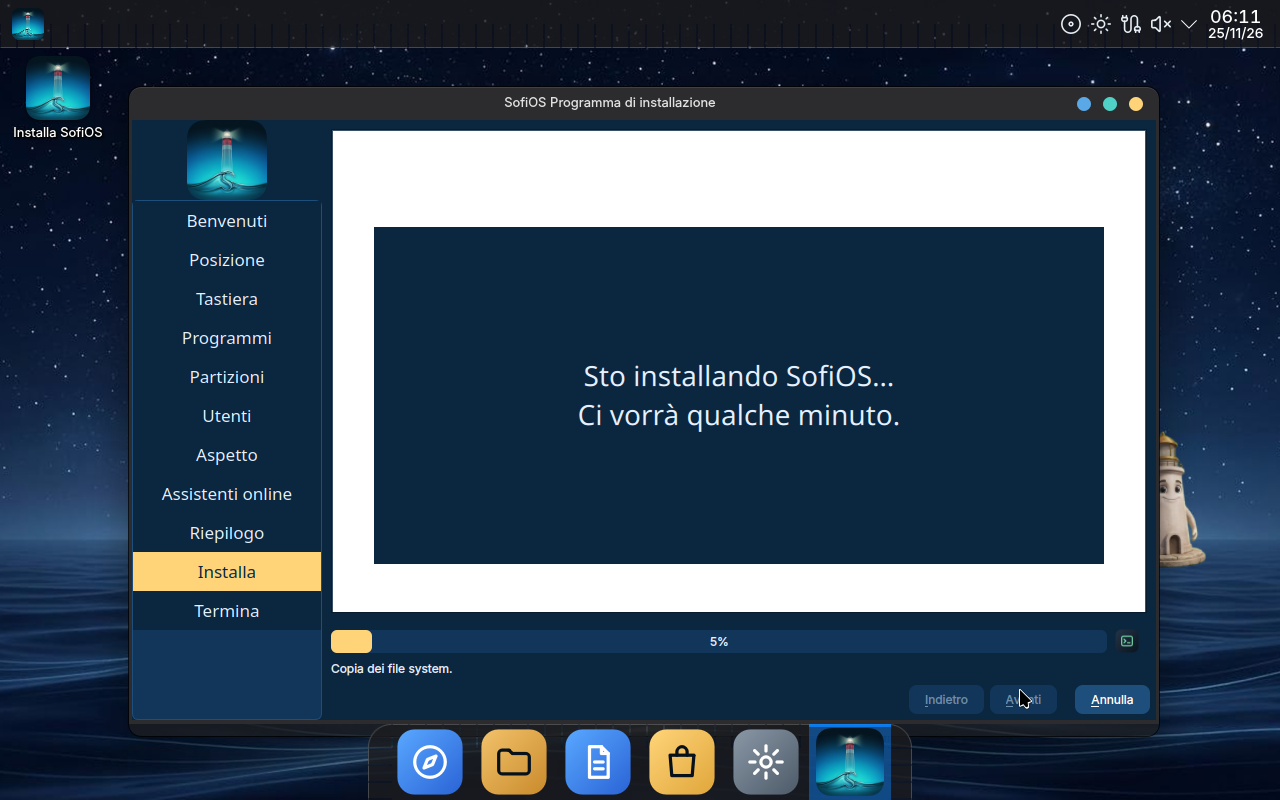 06:11
25/11/26
Installa SofiOS
SofiOS Programma di installazione
Benvenuti
Posizione
Tastiera
Programmi
Partizioni
Utenti
Aspetto
Assistenti online
Riepilogo
Installa
Termina
Sto installando SofiOS...
Ci vorrà qualche minuto.
5%
Copia dei file system.
Indietro
Annulla